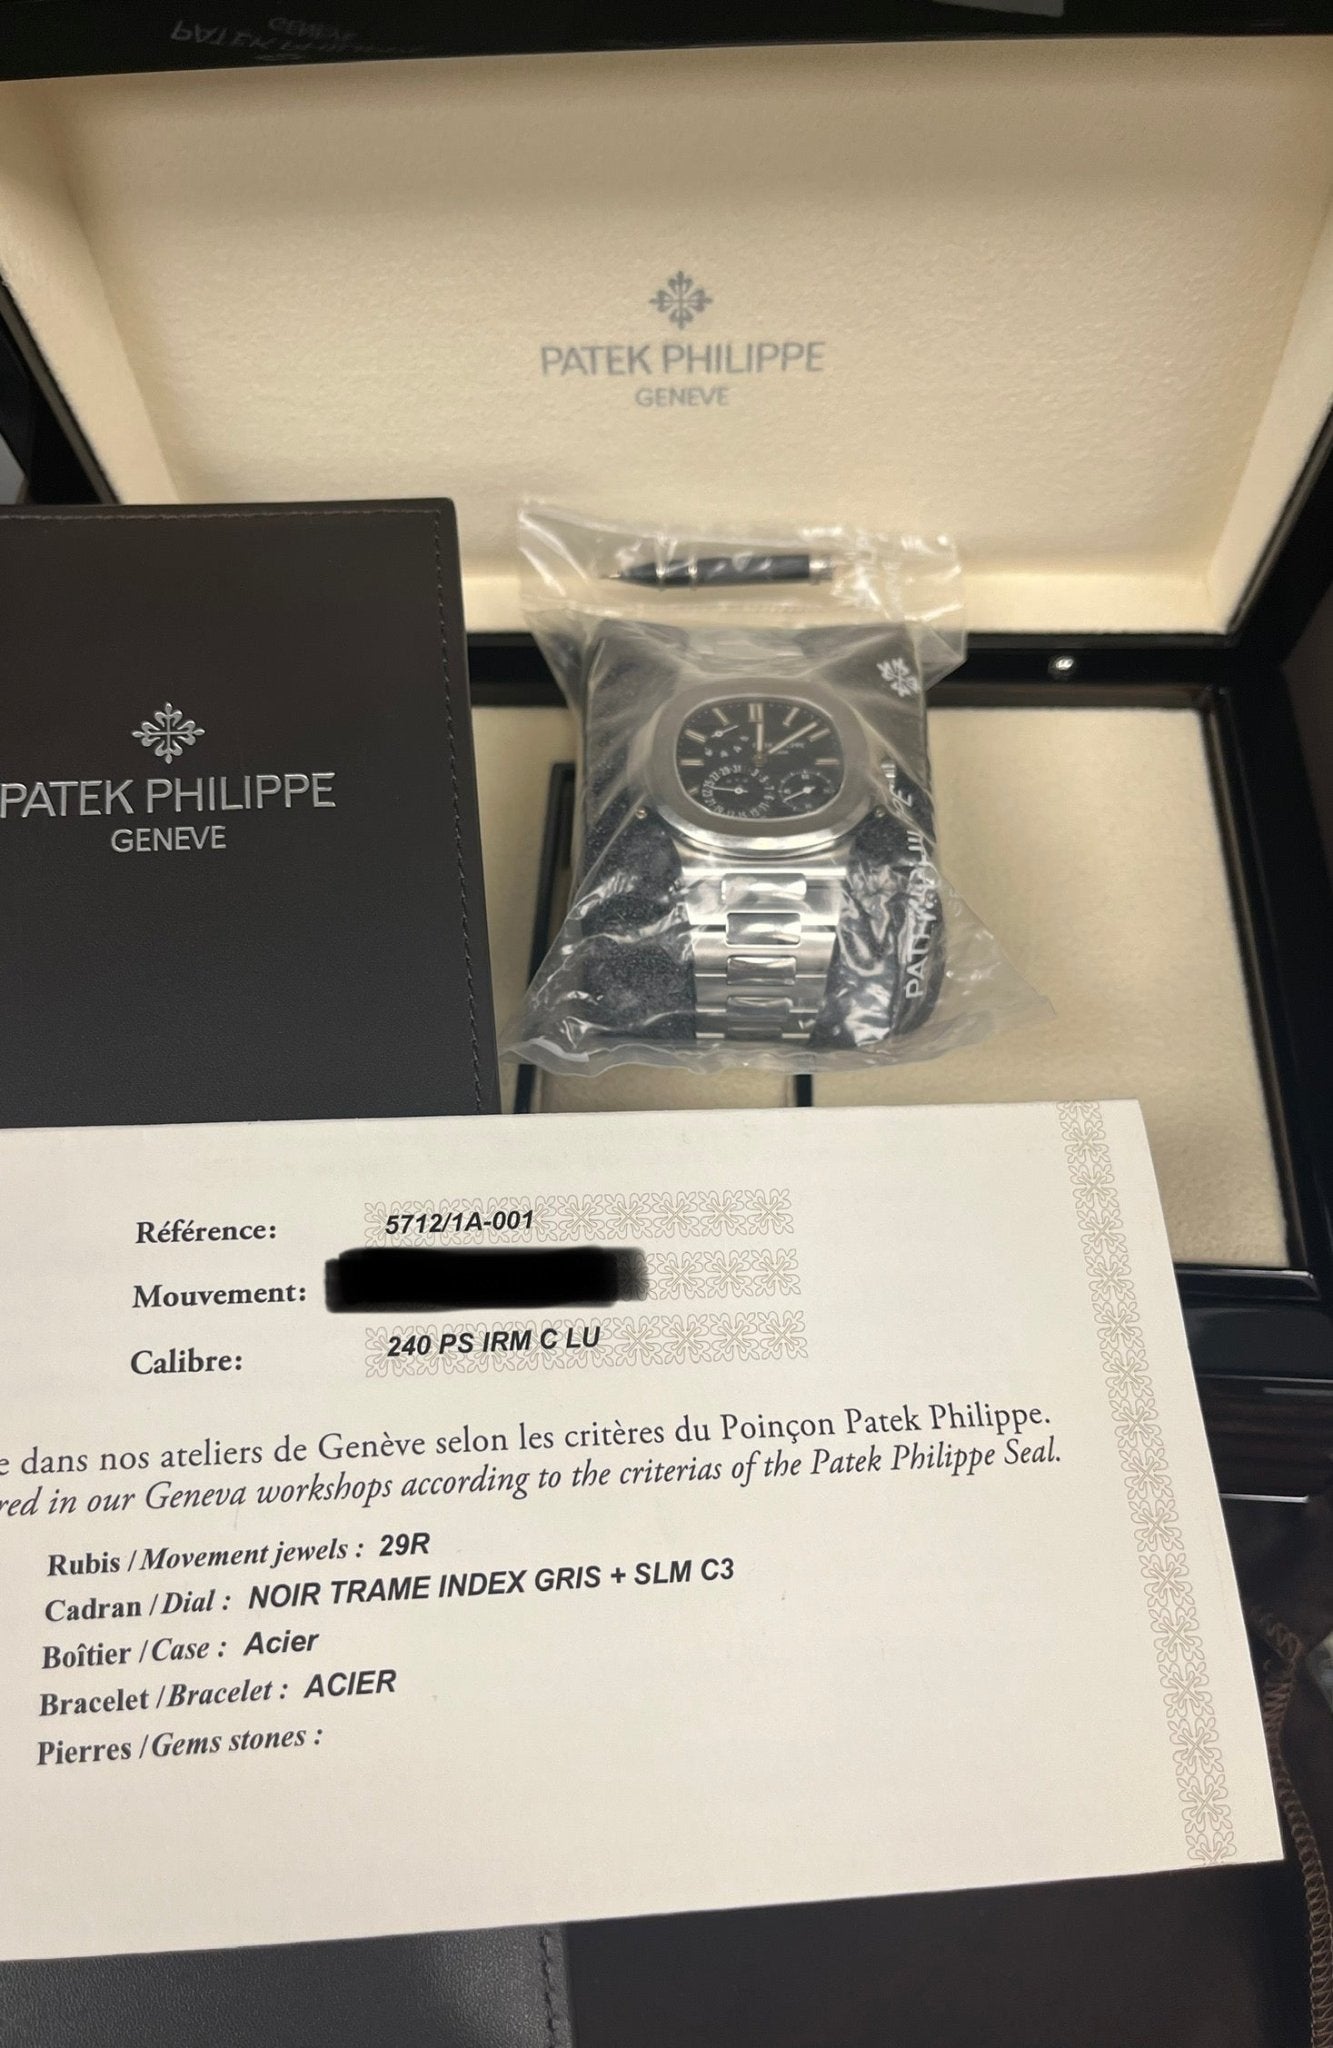 PATEK PHILIPPE
GENEVE
PATEK PHILIPPE
GENEVE
PATEK PHILIPPE
GENEVE
Référence: 5712/1A-001
Mouvement:
Calibre: 240 PS IRM C LU
e dans nos ateliers de Genève selon les critères du Poinçon Patek Philippe.
red in our Geneva workshops according to the criterias of the Patek Philippe Seal.
Rubis / Movement jewels : 29R
Cadran / Dial : NOIR TRAME INDEX GRIS + SLM C3
Boîtier / Case : Acier
Bracelet / Bracelet : ACIER
Pierres / Gems stones :